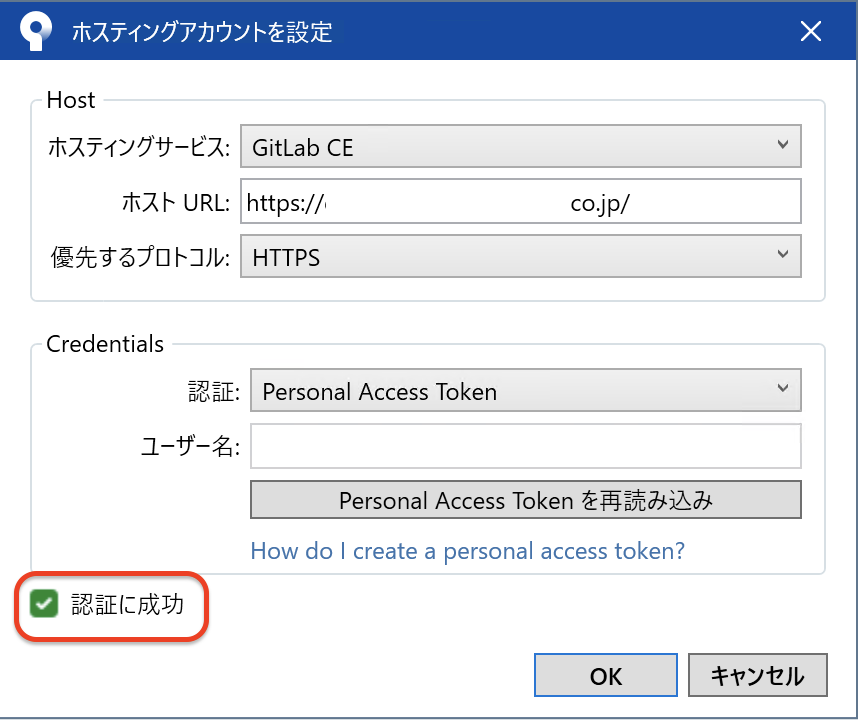 ホスティングアカウントを設定
Host
ホスティングサービス: GitLab CE
ホスト URL: https:// co.jp/
優先するプロトコル: HTTPS
Credentials
認証: Personal Access Token
ユーザー名:
Personal Access Token を再読み込み
How do I create a personal access token?
認証に成功
OK キャンセル